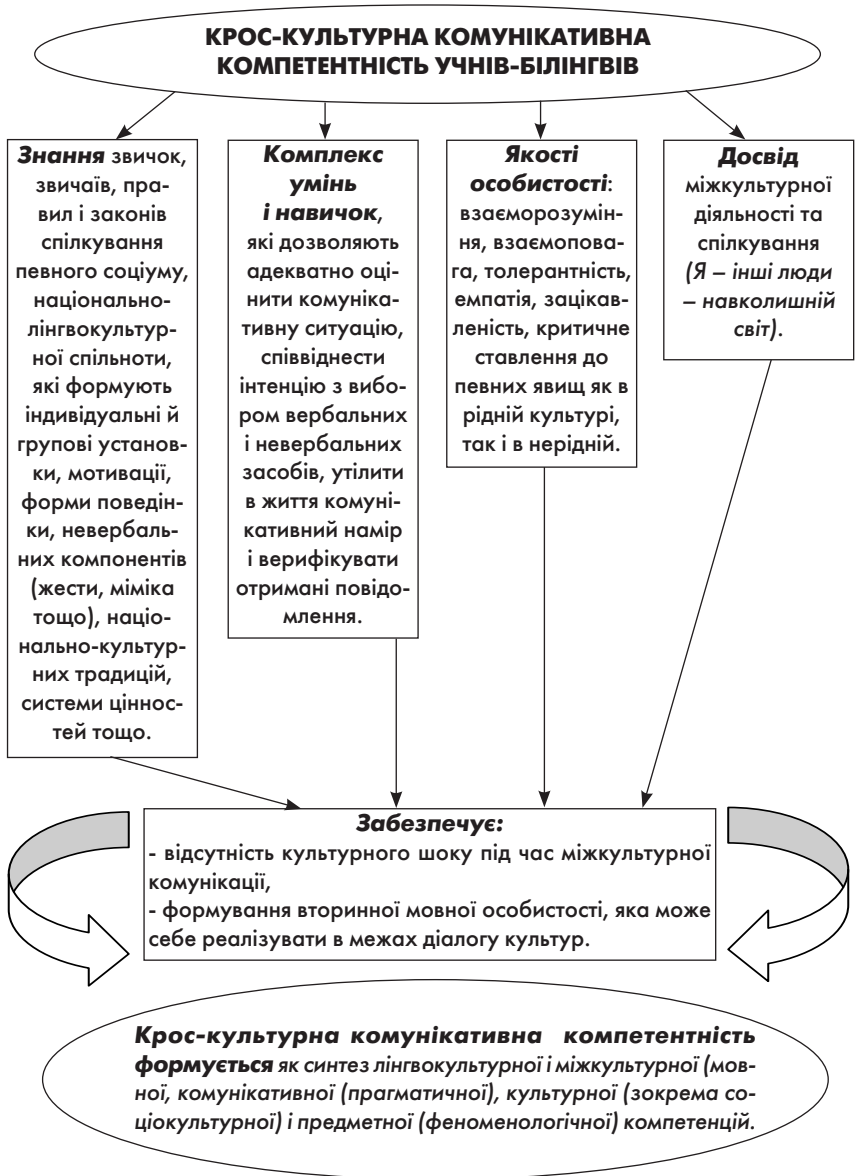 КРОС-КУЛЬТУРНА КОМУНІКАТИВНА
КОМПЕТЕНТНІСТЬ УЧНІВ-БІЛІНГВІВ
Знання звичок,
звичаїв, пра-
вил і законів
спілкування
певного соціуму,
національно-
лінгвокультур-
ної спільноти,
які формують
індивідуальні й
групові установ-
ки, мотивації,
форми поведін-
ки, невербаль-
них компонентів
(жести, міміка
тощо), націо-
нально-культур-
них традицій,
системи ціннос-
тей тощо.
Комплекс
умінь
і навичок,
які дозволяють
адекватно оці-
нити комуніка-
тивну ситуацію,
співвіднести
інтенцію з вибо-
ром вербальних
і невербальних
засобів, утілити
в життя комуні-
кативний намір
і верифікувати
отримані повідо-
млення.
Якості
особистості:
взаєморозумін-
ня, взаємопова-
га, толерантність,
емпатія, зацікав-
леність, критичне
ставлення до
певних явищ як в
рідній культурі,
так і в нерідній.
Досвід
міжкультурної
діяльності та
спілкування
(Я – інші люди
– навколишній
світ).
Забезпечує:
- відсутність культурного шоку під час міжкультурної
комунікації,
- формування вторинної мовної особистості, яка може
себе реалізувати в межах діалогу культур.
Крос-культурна комунікативна компетентність
формується як синтез лінгвокультурної і міжкультурної (мов-
ної, комунікативної (прагматичної), культурної (зокрема со-
ціокультурної) і предметної (феноменологічної) компетенцій.